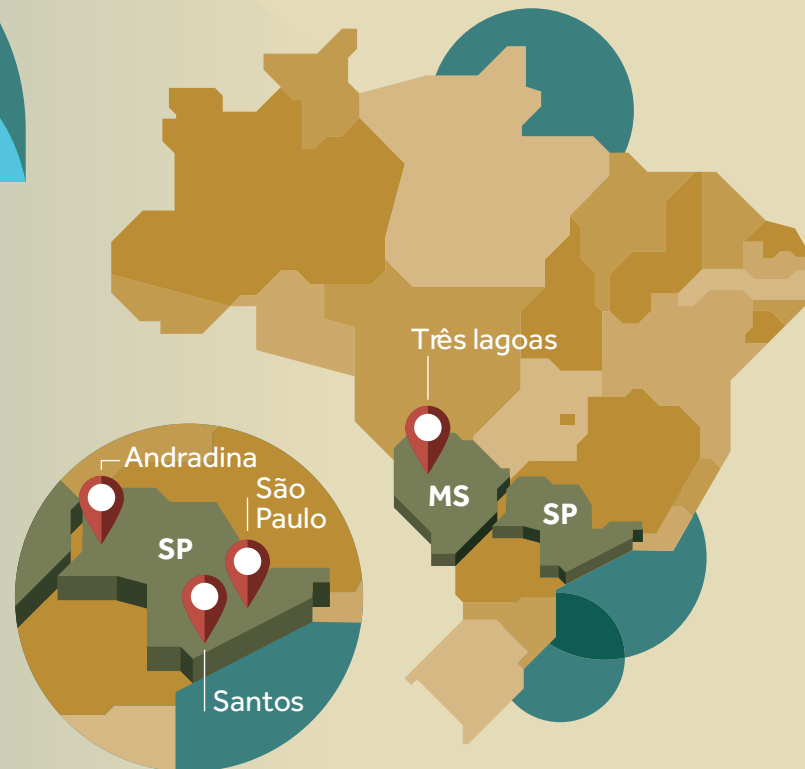 Três lagoas
MS
SP
Andradina
São
Paulo
SP
Santos